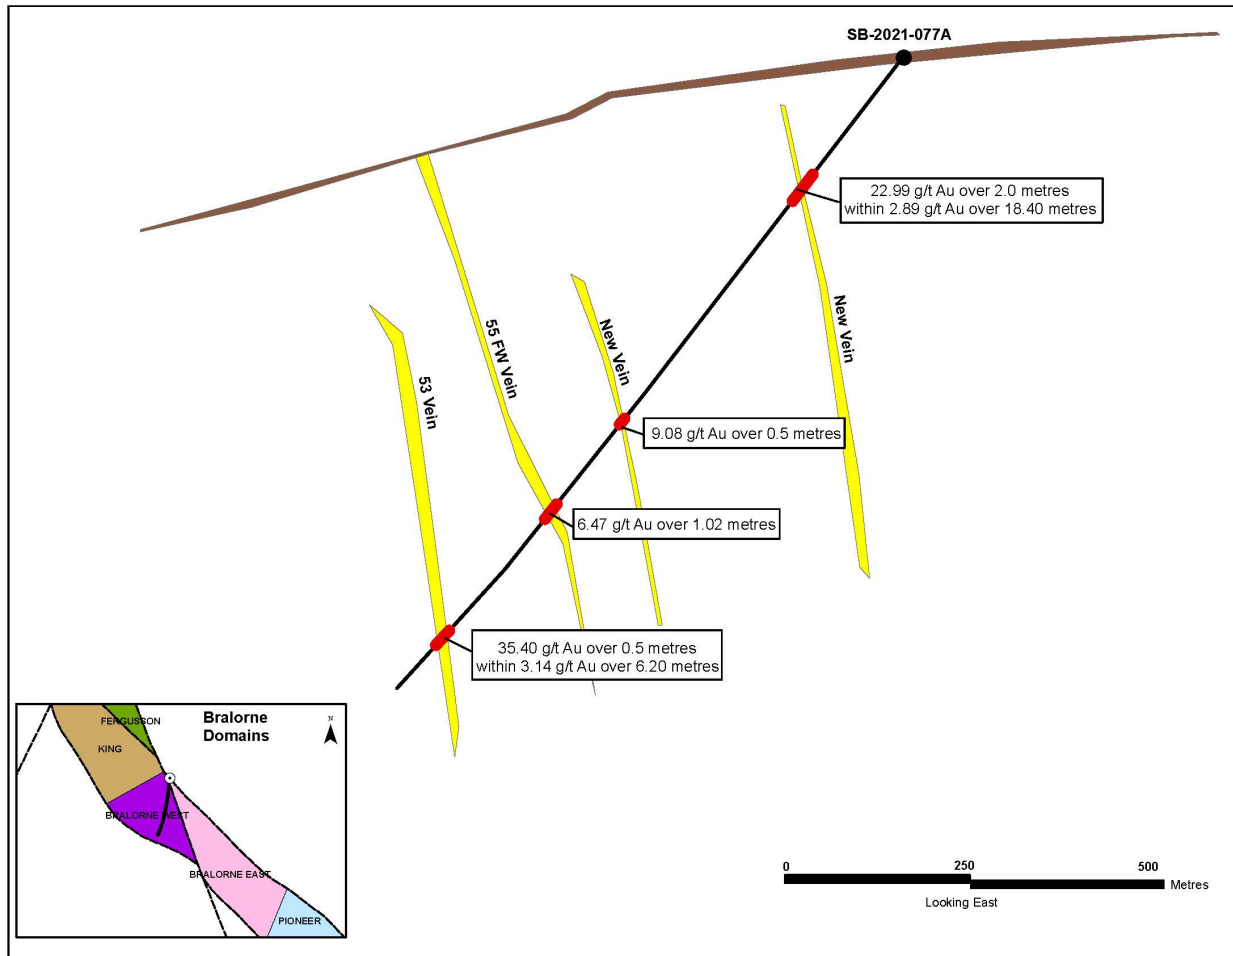 SB-2021-077A
22.99 g/t Au over 2.0 metres
within 2.89 g/t Au over 18.40 metres
New Vein
New Vein
55 FW Vein
53 Vein
9.08 g/t Au over 0.5 metres
6.47 g/t Au over 1.02 metres
35.40 g/t Au over 0.5 metres
within 3.14 g/t Au over 6.20 metres
Bralorne
Domains
N
FERGUSSON
KING
BRALORNE WEST
BRALORNE EAST
PIONEER
0 250 500
Metres
Looking East